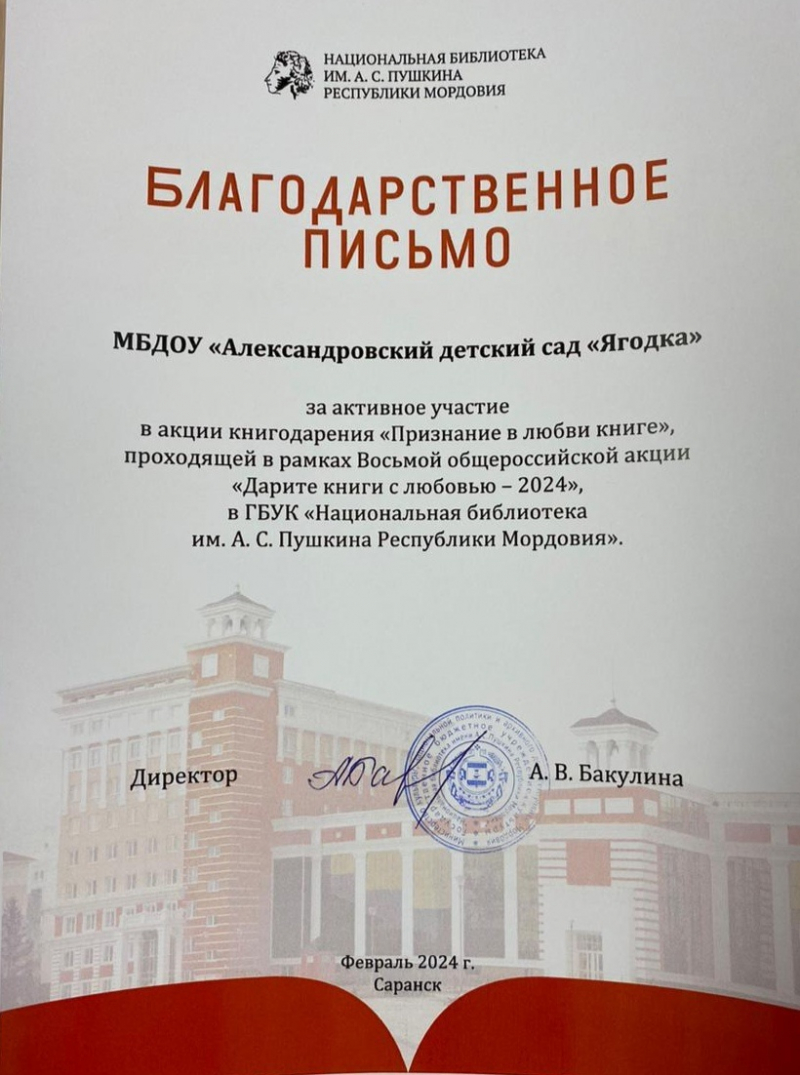 НАЦИОНАЛЬНАЯ БИБЛИОТЕКА
ИМ. А. С. ПУШКИНА
РЕСПУБЛИКИ МОРДОВИЯ
БЛАГОДАРСТВЕННОЕ
ПИСЬМО
МБДОУ «Александровский детский сад «Ягодка»
за активное участие
в акции книгодарения «Признание в любви книге»,
проходящей в рамках Восьмой общероссийской акции
«Дарите книги с любовью – 2024»,
в ГБУК «Национальная библиотека
им. А. С. Пушкина Республики Мордовия».
Директор
А. В. Бакулина
Февраль 2024 г.
Саранск